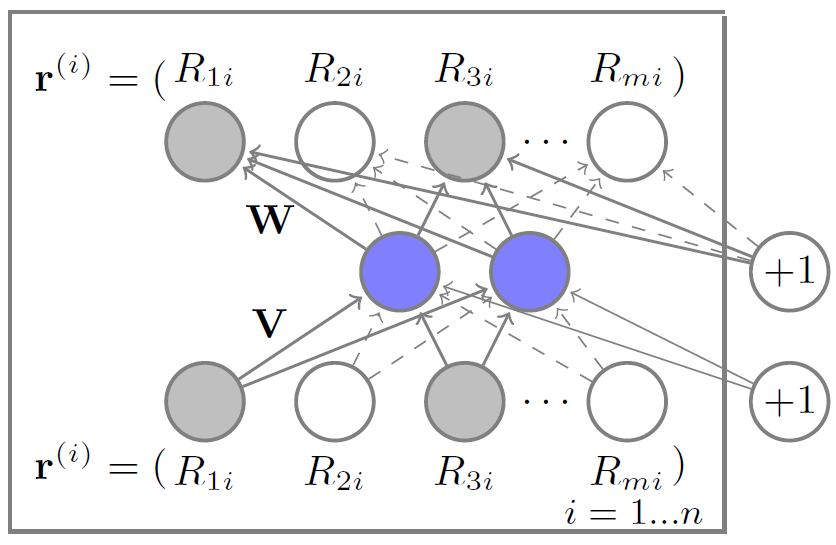 r^(i) = ( R_1i R_2i R_3i R_mi )
· · ·
W
+1
V
· · · +1
r^(i) = ( R_1i R_2i R_3i R_mi )
i = 1...n